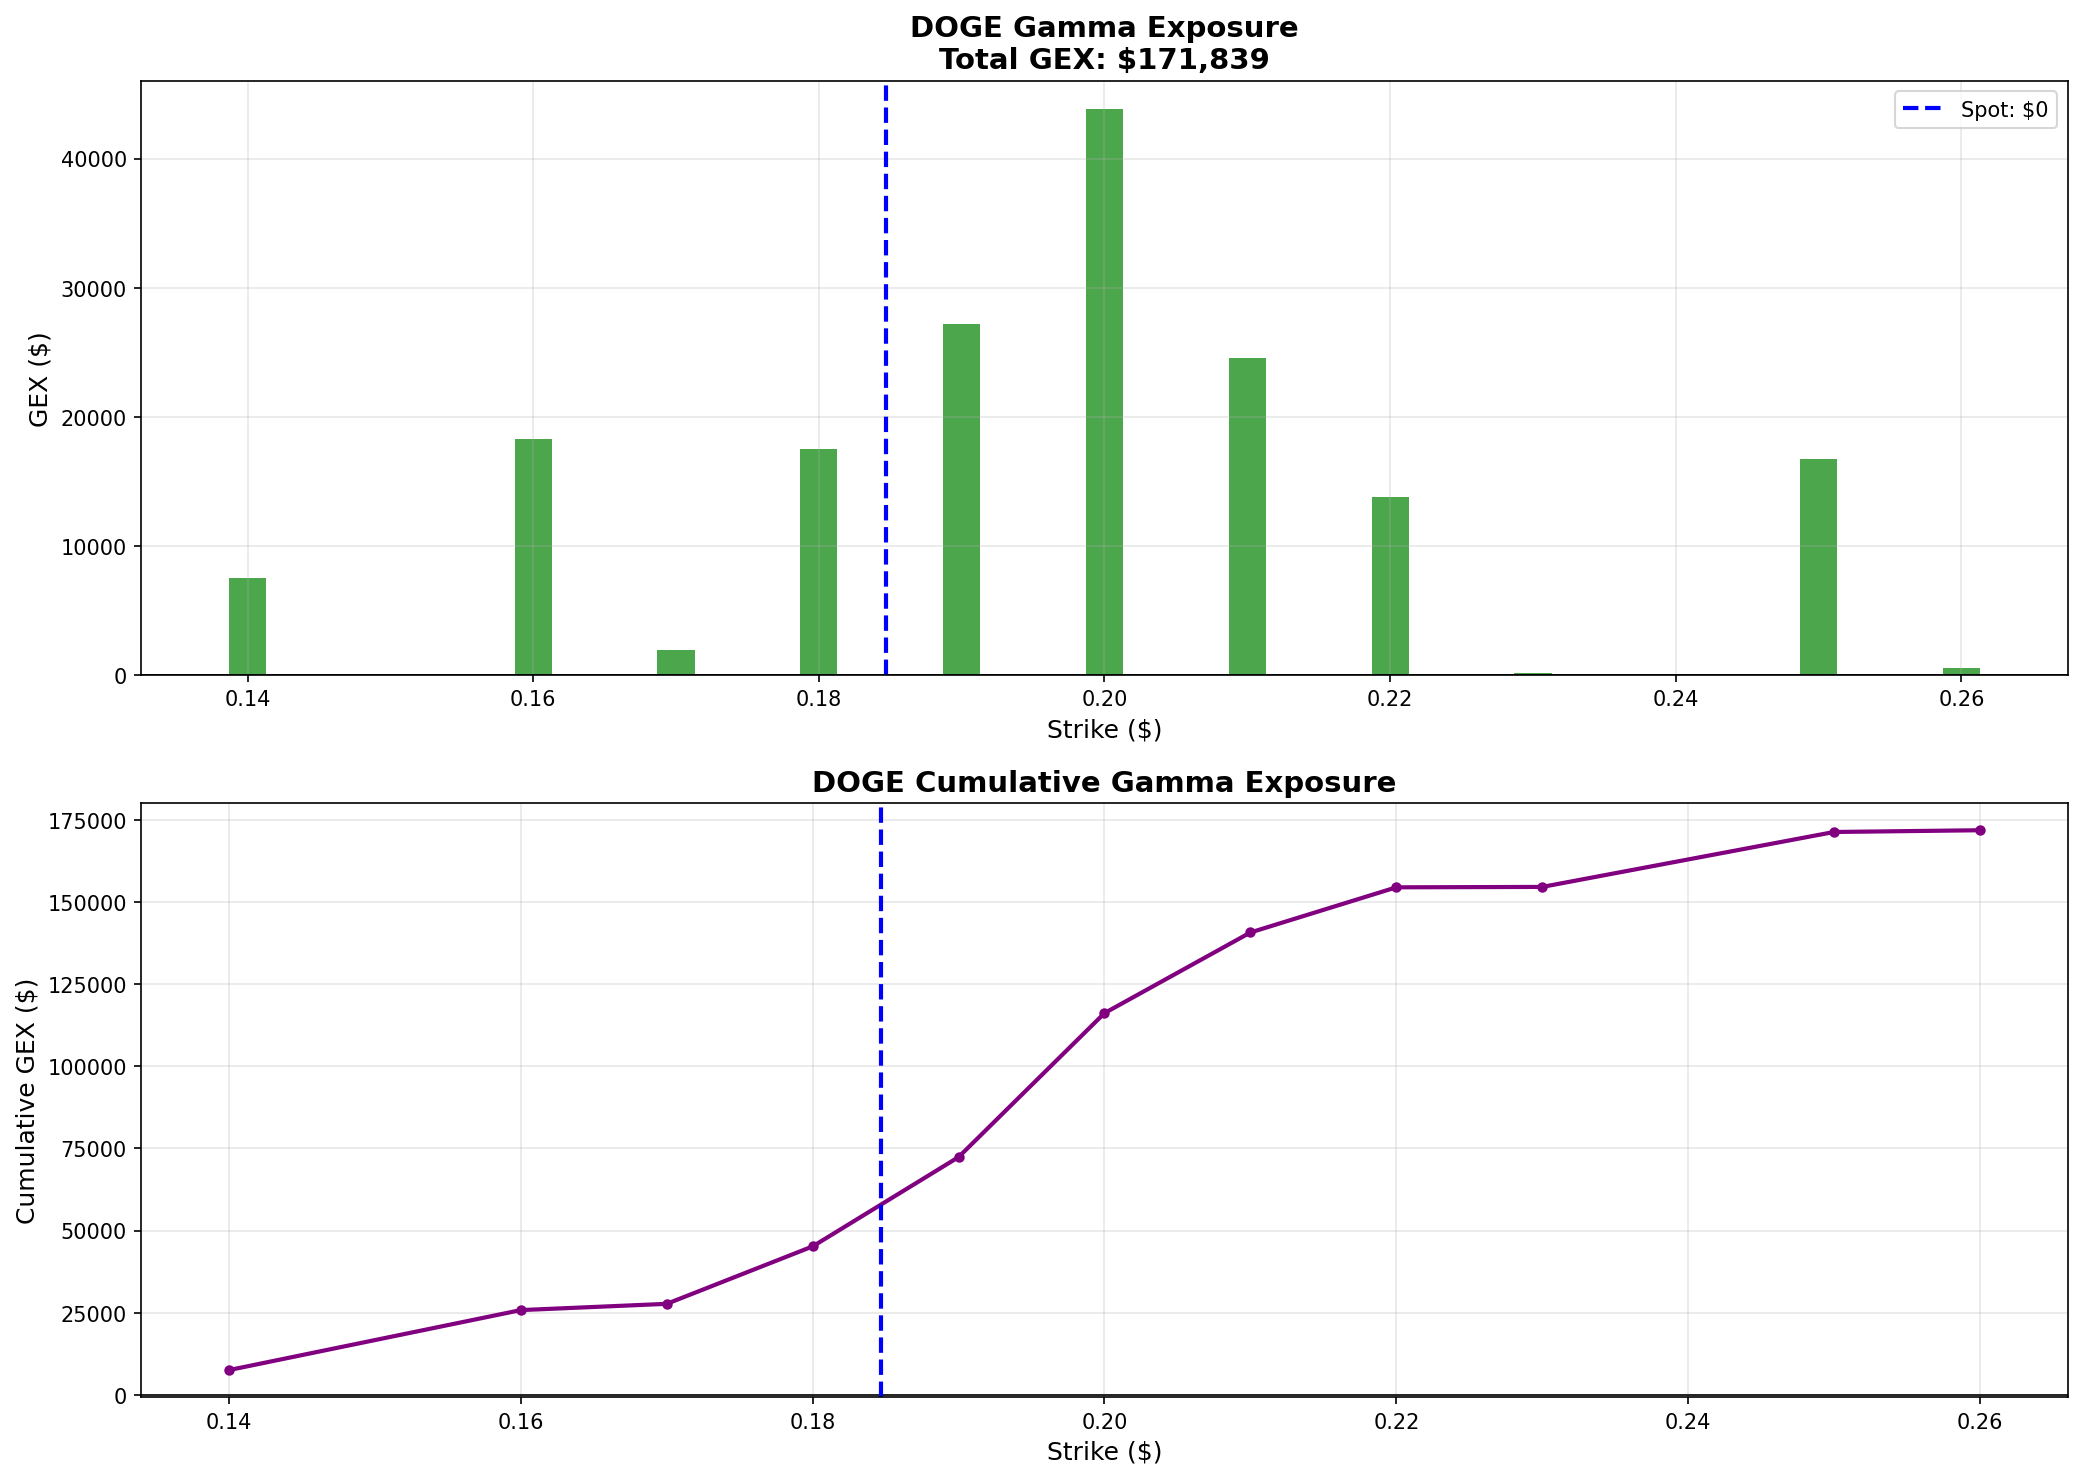 DOGE Gamma Exposure
Total GEX: $171,839
Spot: $0
GEX ($)
40000
30000
20000
10000
0
0.14 0.16 0.18 0.20 0.22 0.24 0.26
Strike ($)
DOGE Cumulative Gamma Exposure
Cumulative GEX ($)
175000
150000
125000
100000
75000
50000
25000
0
0.14 0.16 0.18 0.20 0.22 0.24 0.26
Strike ($)